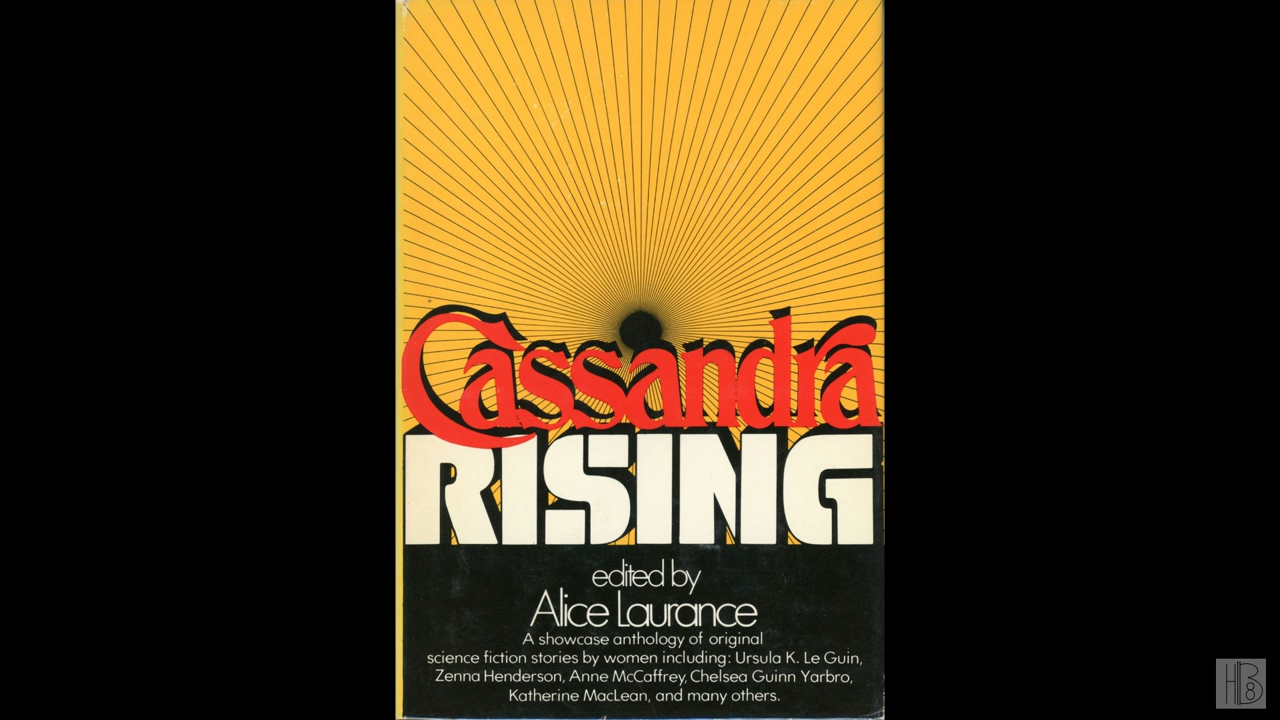 Cassandra
RISING
edited by
Alice Laurance
A showcase anthology of original
science fiction stories by women including: Ursula K. Le Guin,
Zenna Henderson, Anne McCaffrey, Chelsea Guinn Yarbro,
Katherine MacLean, and many others.
HB8